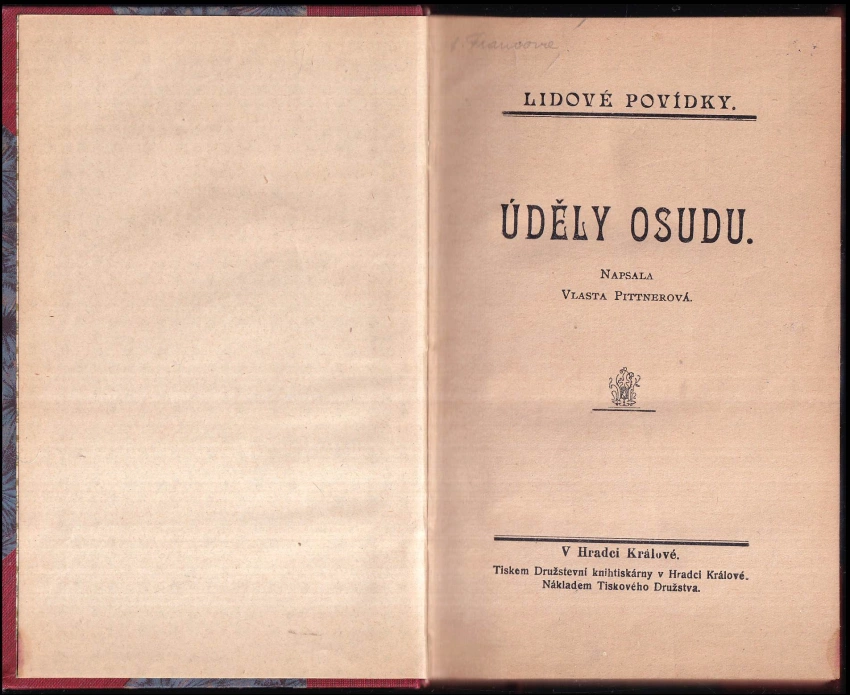 LIDOVÉ POVÍDKY.
ÚDĚLY OSUDU.
NAPSALA
VLASTA PITTNEROVÁ.
V Hradci Králové.
Tiskem Družstevní knihtiskárny v Hradci Králové.
Nákladem Tiskového Družstva.